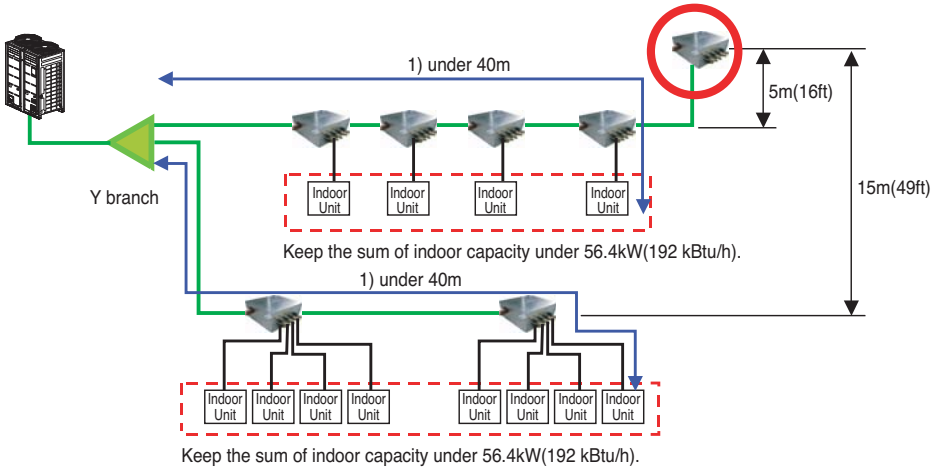 1) under 40m
5m(16ft)
15m(49ft)
Y branch
Indoor
Unit
Indoor
Unit
Indoor
Unit
Indoor
Unit
Keep the sum of indoor capacity under 56.4kW(192 kBtu/h).
1) under 40m
Indoor
Unit
Indoor
Unit
Indoor
Unit
Indoor
Unit
Indoor
Unit
Indoor
Unit
Indoor
Unit
Indoor
Unit
Keep the sum of indoor capacity under 56.4kW(192 kBtu/h).